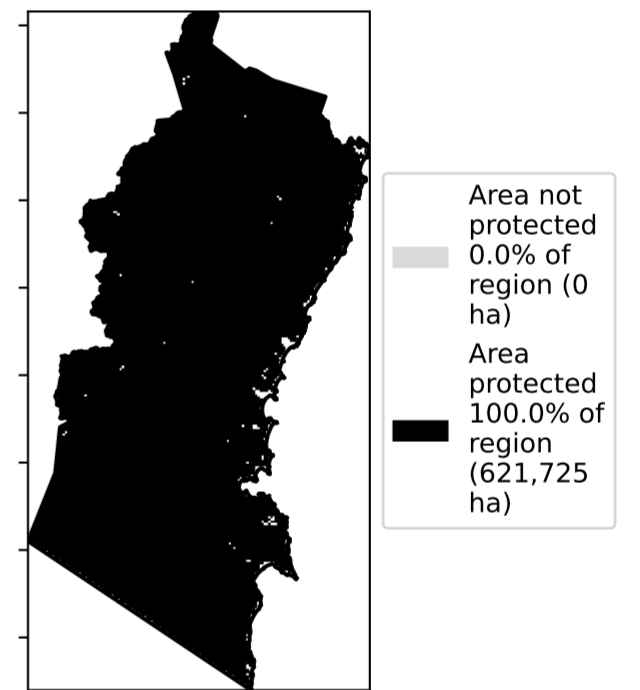 Area not
protected
0.0% of
region (0
ha)
Area
protected
100.0% of
region
(621,725
ha)